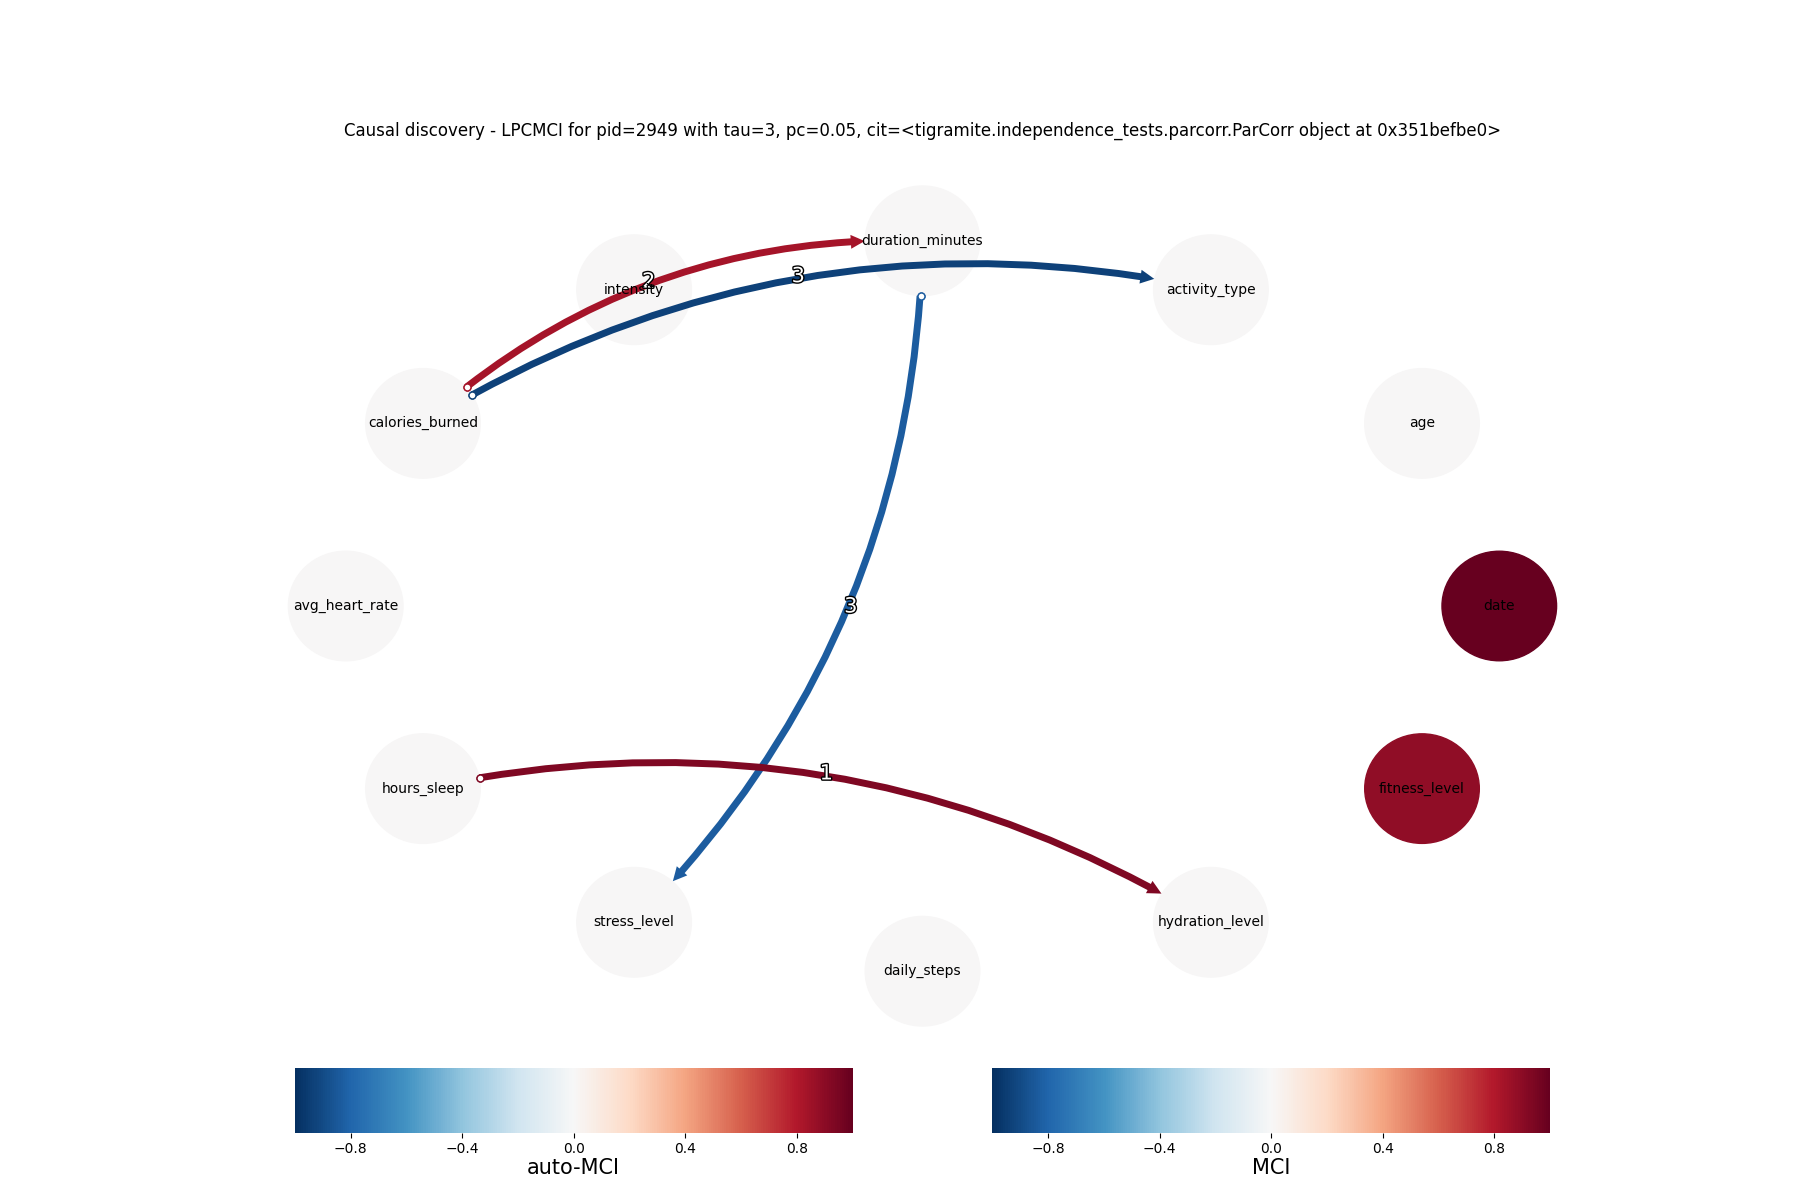 Causal discovery - LPCMCI for pid=2949 with tau=3, pc=0.05, cit=<tigramite.independence_tests.parcorr.ParCorr object at 0x351befbe0>
duration_minutes
2
3
intensity
activity_type
calories_burned
age
avg_heart_rate
3
date
1
hours_sleep
fitness_level
stress_level
hydration_level
daily_steps
−0.8 −0.4 0.0 0.4 0.8
auto-MCI
−0.8 −0.4 0.0 0.4 0.8
MCI